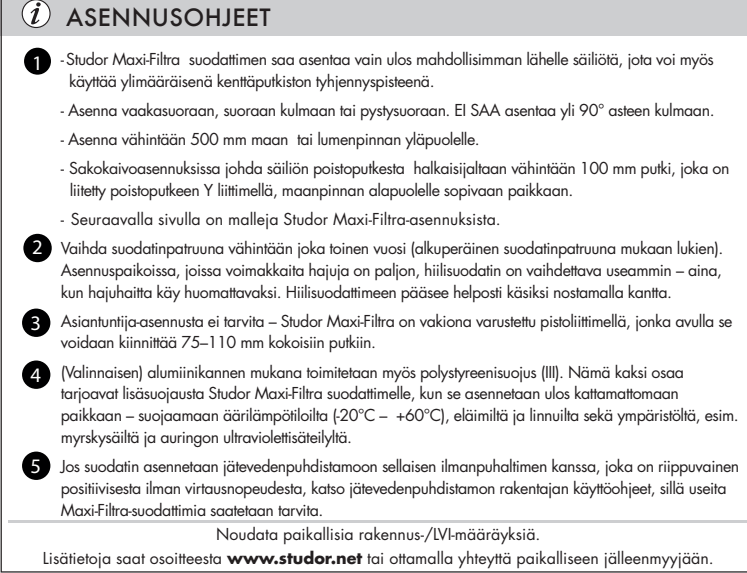 i ASENNUSOHJEET
1 - Studor Maxi-Filtra suodattimen saa asentaa vain ulos mahdollisimman lähelle säiliötä, jota voi myös
käyttää ylimääräisenä kenttäputkiston tyhjennyspisteenä.
- Asenna vaakasuoraan, suoraan kulmaan tai pystysuoraan. EI SAA asentaa yli 90° asteen kulmaan.
- Asenna vähintään 500 mm maan tai lumenpinnan yläpuolelle.
- Sakokaivoasennuksissa johda säiliön poistoputkesta halkaisijaltaan vähintään 100 mm putki, joka on
liitetty poistoputkeen Y liittimellä, maanpinnan alapuolelle sopivaan paikkaan.
- Seuraavalla sivulla on malleja Studor Maxi-Filtra-asennuksista.
2 Vaihda suodatinpatruuna vähintään joka toinen vuosi (alkuperäinen suodatinpatruuna mukaan lukien).
Asennuspaikoissa, joissa voimakkaita hajuja on paljon, hiilisuodatin on vaihdettava useammin – aina,
kun hajuhaitta käy huomattavaksi. Hiilisuodattimeen pääsee helposti käsiksi nostamalla kantta.
3 Asiantuntija-asennusta ei tarvita – Studor Maxi-Filtra on vakiona varustettu pistoliittimellä, jonka avulla se
voidaan kiinnittää 75–110 mm kokoisiin putkiin.
4 (Valinnaisen) alumiinikannen mukana toimitetaan myös polystyreenisuojus (III). Nämä kaksi osaa
tarjoavat lisäsuojausta Studor Maxi-Filtra suodattimelle, kun se asennetaan ulos kattamattomaan
paikkaan – suojaamaan äärilämpötiloilta (-20°C – +60°C), eläimiltä ja linnuilta sekä ympäristöltä, esim.
myrskysäiltä ja auringon ultraviolettisäteilyltä.
5 Jos suodatin asennetaan jätevedenpuhdistamoon sellaisen ilmanpuhaltimen kanssa, joka on riippuvainen
positiivisesta ilman virtausnopeudesta, katso jätevedenpuhdistamon rakentajan käyttöohjeet, sillä useita
Maxi-Filtra-suodattimia saatetaan tarvita.
Noudata paikallisia rakennus-/LVI-määräyksiä.
Lisätietoja saat osoitteesta www.studor.net tai ottamalla yhteyttä paikalliseen jälleenmyyjään.